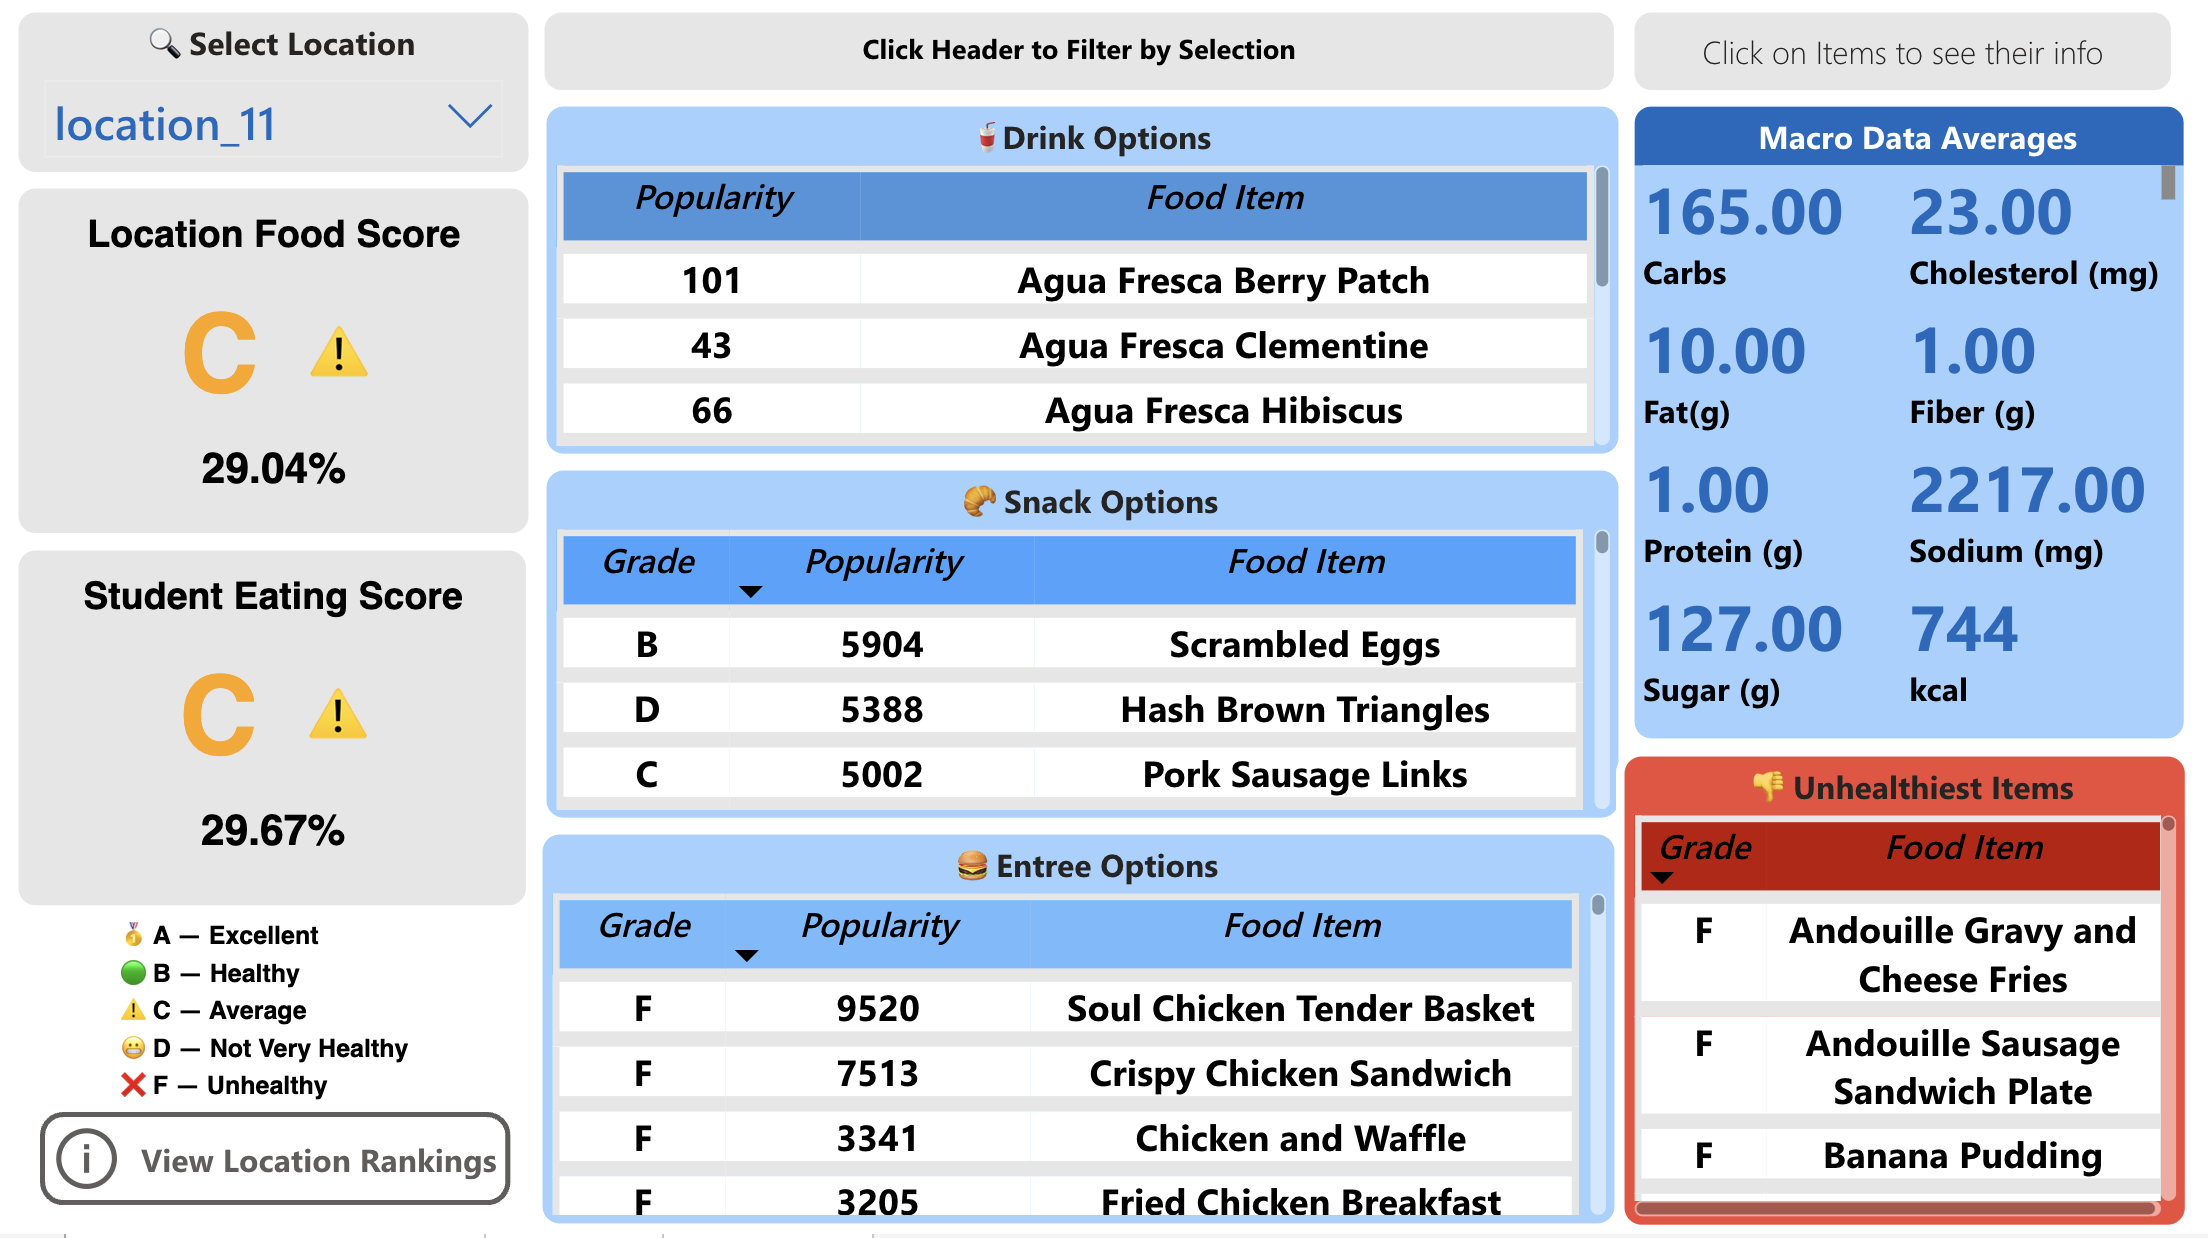 Select Location
location_11
Location Food Score
C
29.04%
Student Eating Score
C
29.67%
A — Excellent
B — Healthy
C — Average
D — Not Very Healthy
F — Unhealthy
i View Location Rankings
Click Header to Filter by Selection
Drink Options
Popularity Food Item
101 Agua Fresca Berry Patch
43 Agua Fresca Clementine
66 Agua Fresca Hibiscus
Snack Options
Grade Popularity Food Item
B 5904 Scrambled Eggs
D 5388 Hash Brown Triangles
C 5002 Pork Sausage Links
Entree Options
Grade Popularity Food Item
F 9520 Soul Chicken Tender Basket
F 7513 Crispy Chicken Sandwich
F 3341 Chicken and Waffle
F 3205 Fried Chicken Breakfast
Click on Items to see their info
Macro Data Averages
165.00 23.00
Carbs Cholesterol (mg)
10.00 1.00
Fat(g) Fiber (g)
1.00 2217.00
Protein (g) Sodium (mg)
127.00 744
Sugar (g) kcal
Unhealthiest Items
Grade Food Item
F Andouille Gravy and
Cheese Fries
F Andouille Sausage
Sandwich Plate
F Banana Pudding